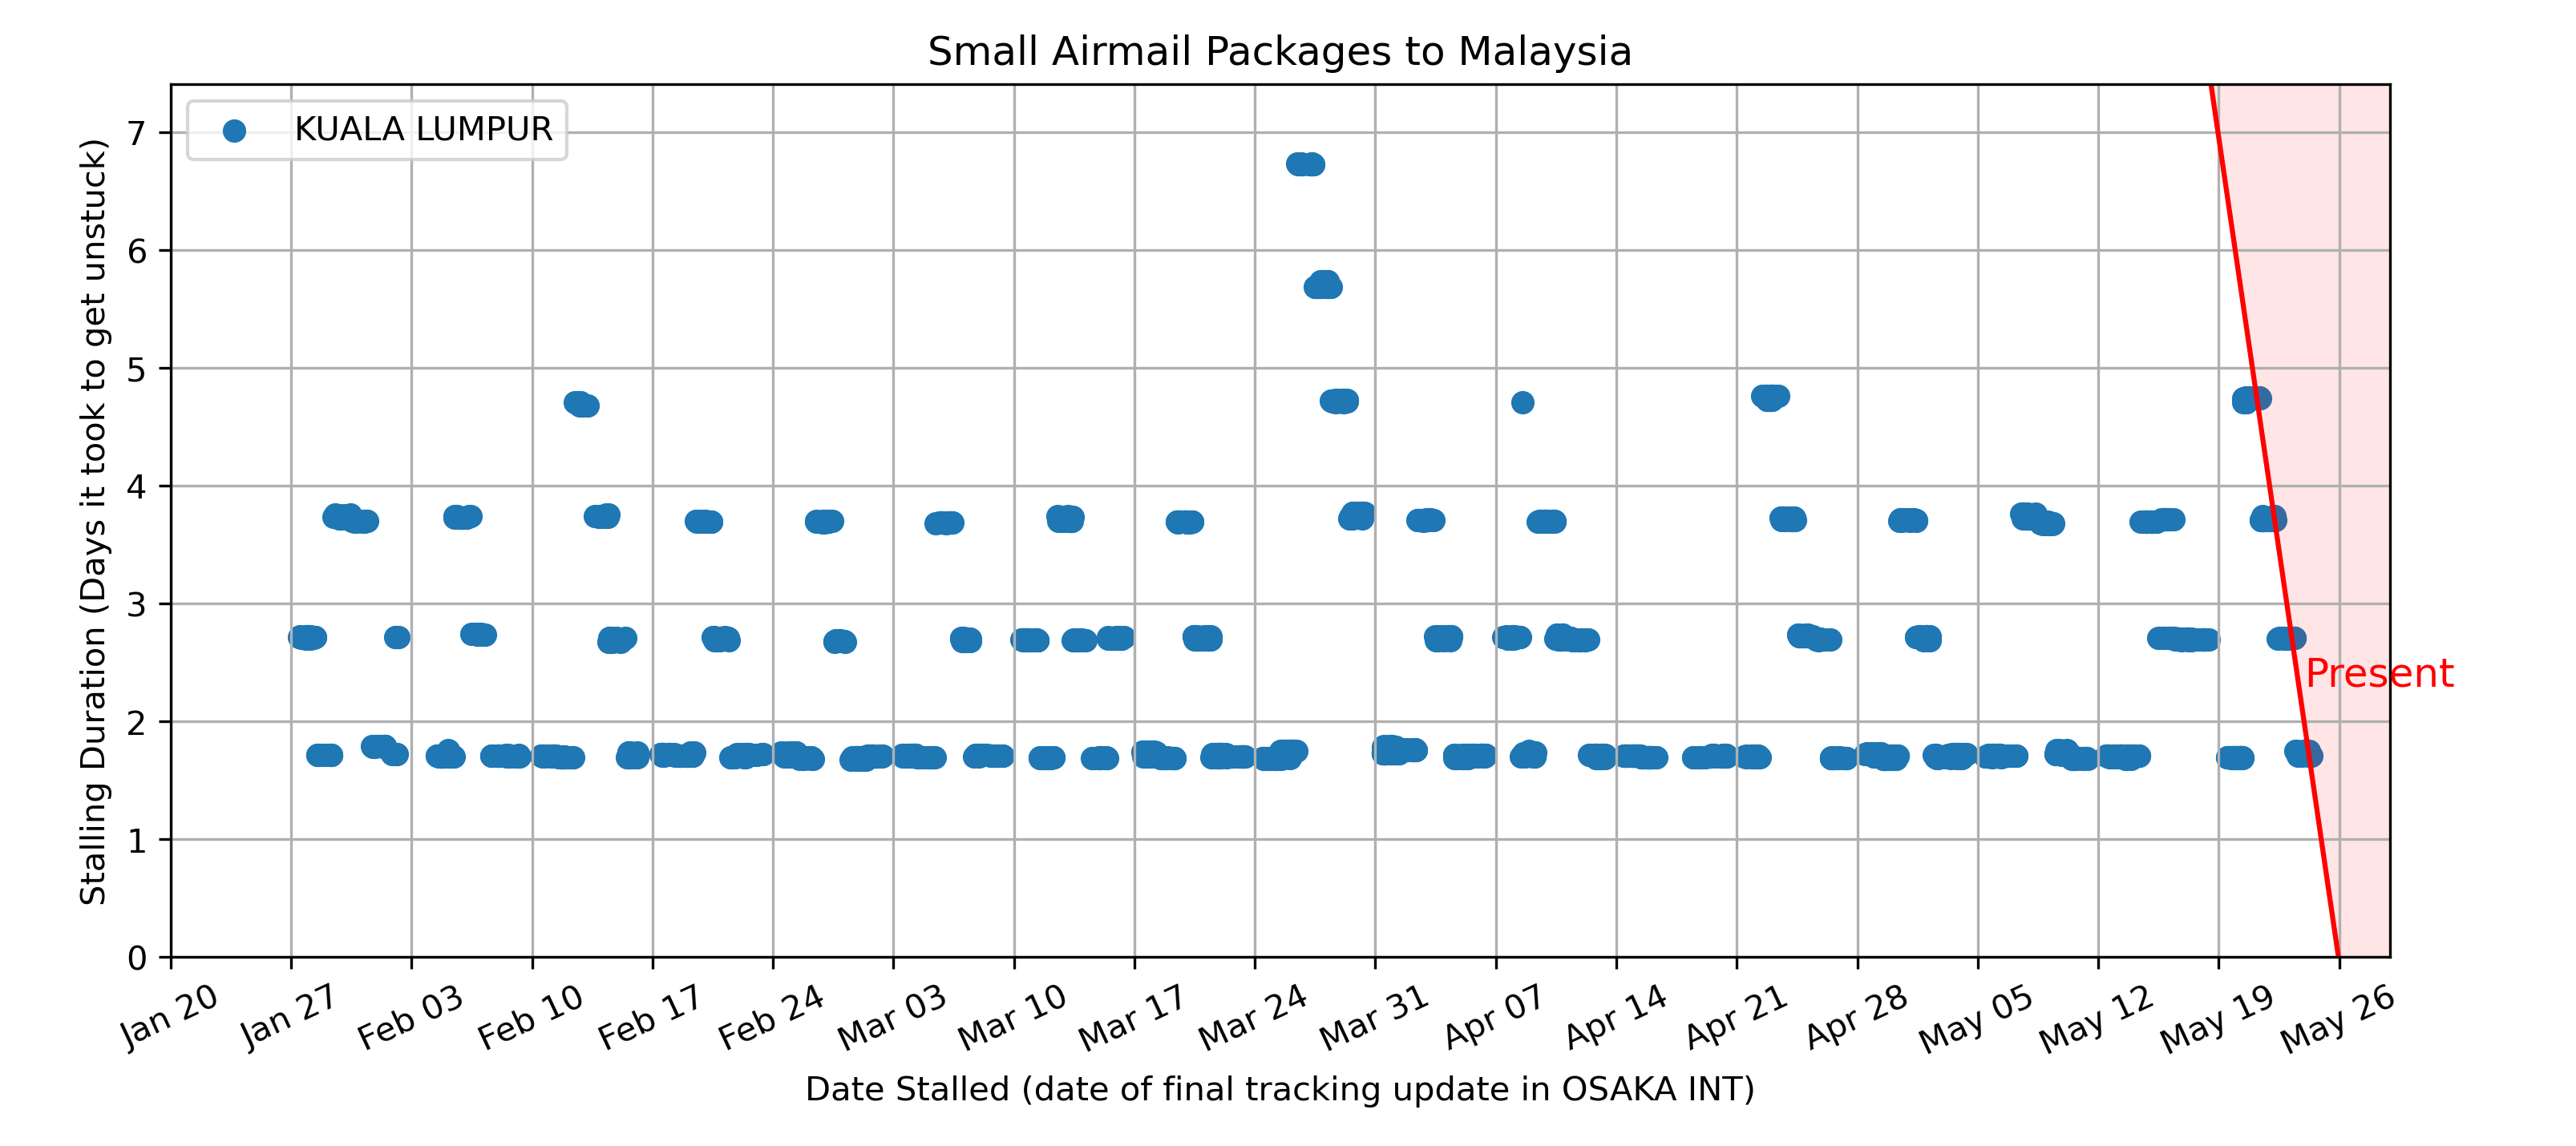 Small Airmail Packages to Malaysia
KUALA LUMPUR
Stalling Duration (Days it took to get unstuck)
7
6
5
4
3
2
1
0
Present
Jan 20
Jan 27
Feb 03
Feb 10
Feb 17
Feb 24
Mar 03
Mar 10
Mar 17
Mar 24
Mar 31
Apr 07
Apr 14
Apr 21
Apr 28
May 05
May 12
May 19
May 26
Date Stalled (date of final tracking update in OSAKA INT)